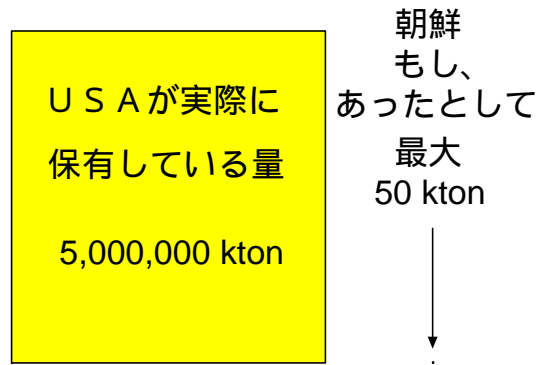 ＵＳＡが実際に
保有している量
5,000,000 kton
朝鮮
もし、
あったとして
最大
50 kton